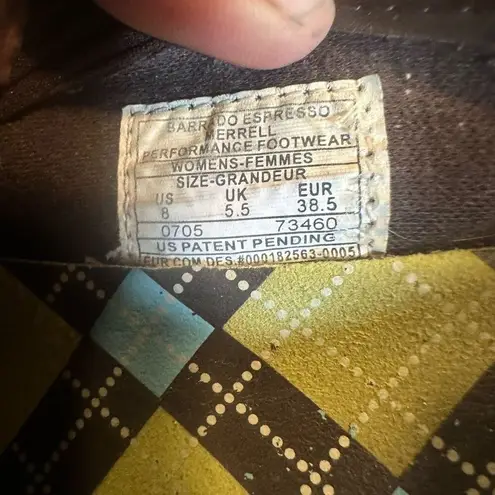 BARRADO ESPRESSO
MERRELL
PERFORMANCE FOOTWEAR
WOMENS-FEMMES
SIZE-GRANDEUR
US UK EUR
8 5.5 38.5
0705 73460
US PATENT PENDING
EUR COM DES.#000182563-0005